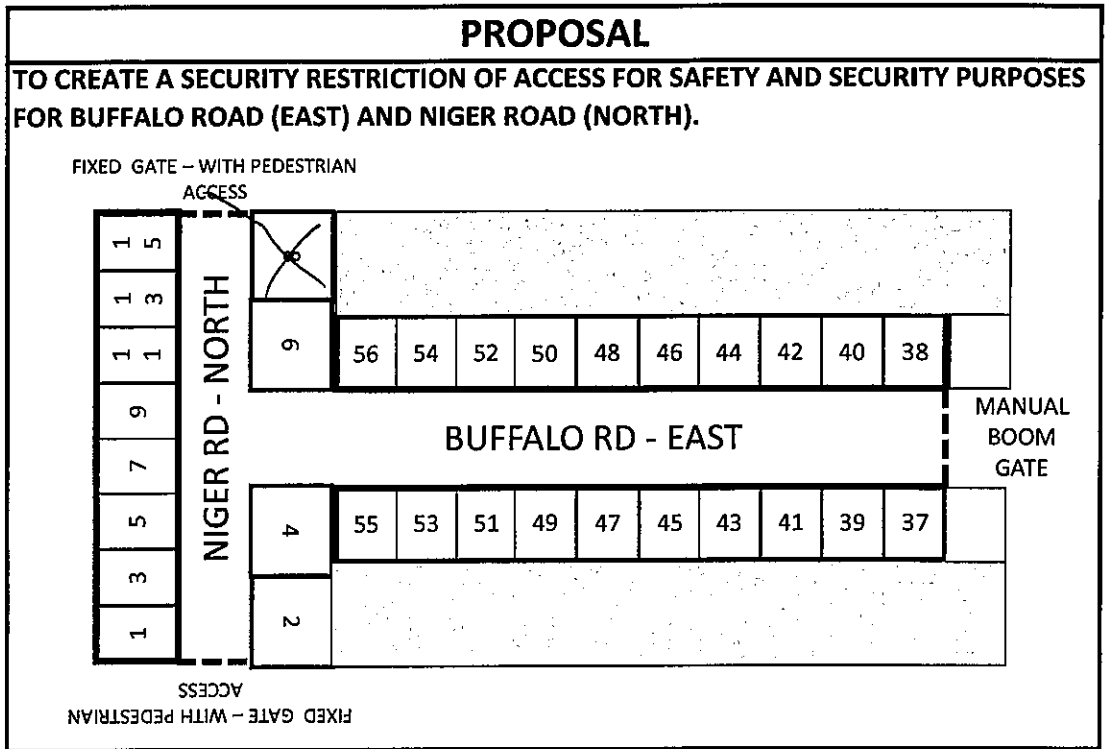 PROPOSAL
TO CREATE A SECURITY RESTRICTION OF ACCESS FOR SAFETY AND SECURITY PURPOSES
FOR BUFFALO ROAD (EAST) AND NIGER ROAD (NORTH).
FIXED GATE – WITH PEDESTRIAN
ACCESS
15
13
11
9
7
5
3
1
NIGER RD - NORTH
8
6
56 54 52 50 48 46 44 42 40 38
BUFFALO RD - EAST
MANUAL
BOOM
GATE
4
2
55 53 51 49 47 45 43 41 39 37
FIXED GATE – WITH PEDESTRIAN
ACCESS